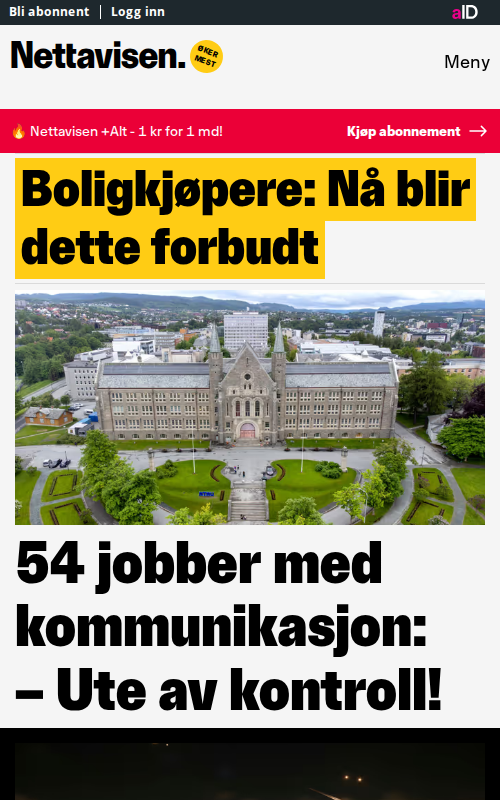 Bli abonnent
Logg inn
aID
Nettavisen.
ØKER
MEST
Meny
🔥 Nettavisen +Alt - 1 kr for 1 md!
Kjøp abonnement →
Boligkjøpere: Nå blir
dette forbudt
54 jobber med
kommunikasjon:
– Ute av kontroll!